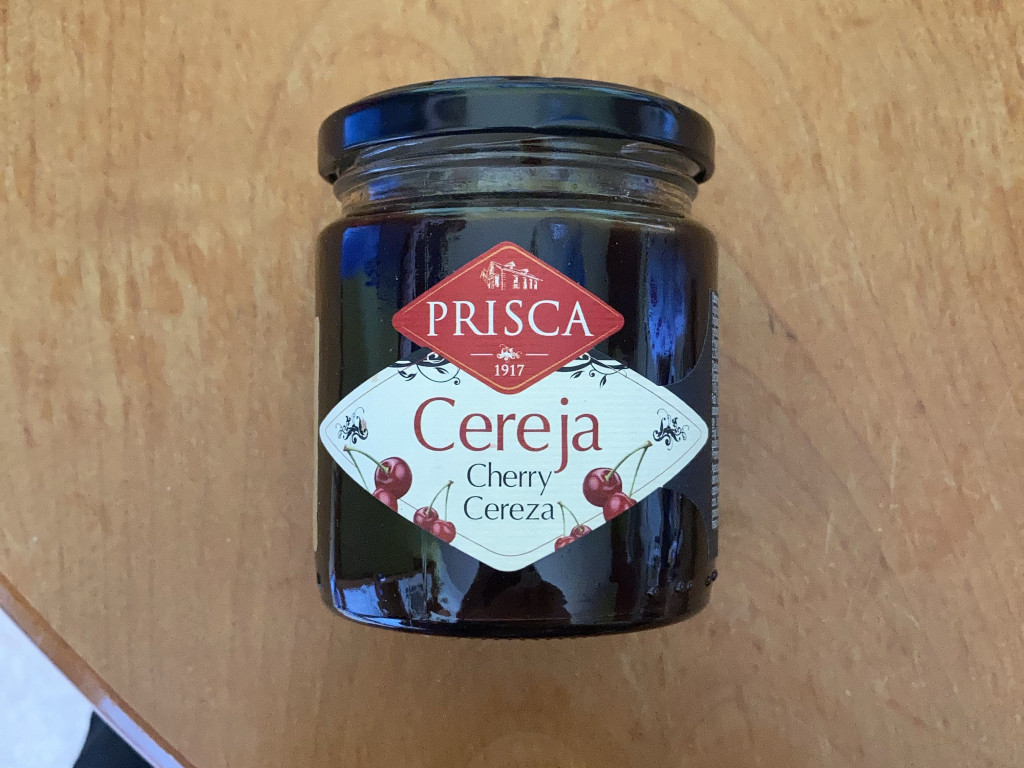 PRISCA
1917
Cereja
Cherry
Cereza